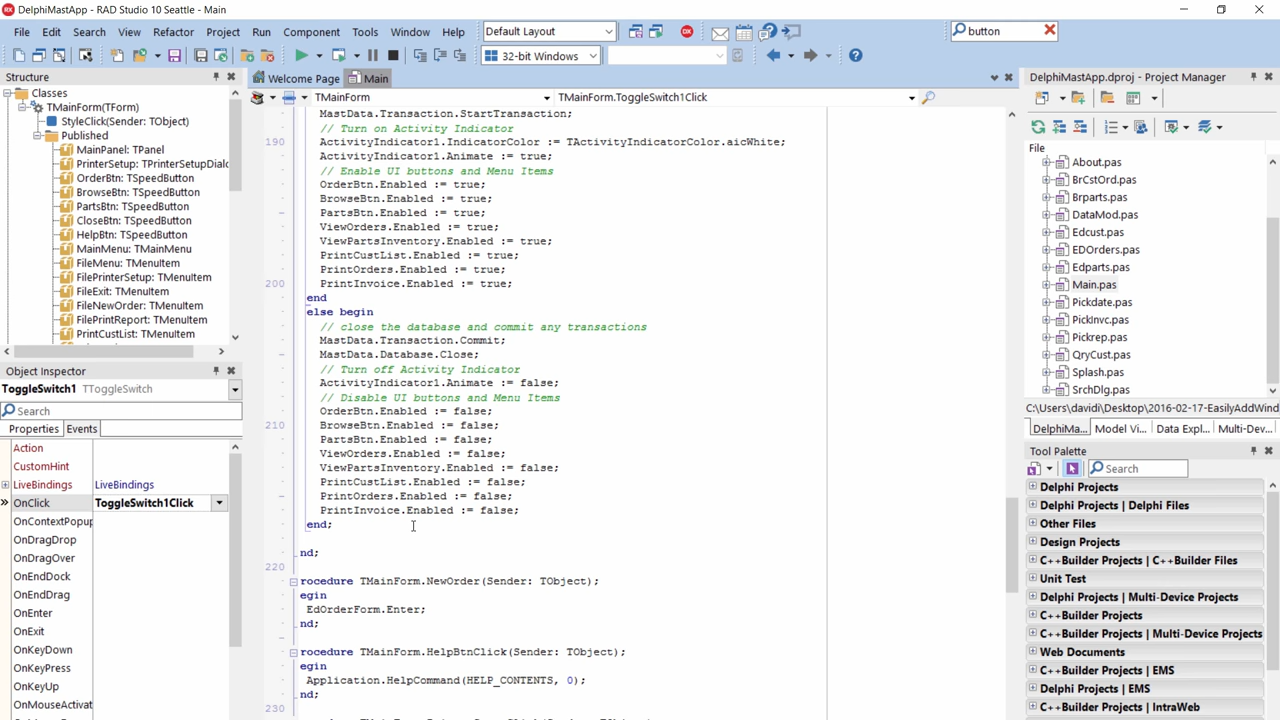 DelphiMastApp - RAD Studio 10 Seattle - Main
File Edit Search View Refactor Project Run Component Tools Window Help
Default Layout
button
32-bit Windows
Structure
Classes
TMainForm(TForm)
StyleClick(Sender: TObject)
Published
MainPanel: TPanel
PrinterSetup: TPrinterSetupDialo
OrderBtn: TSpeedButton
BrowseBtn: TSpeedButton
PartsBtn: TSpeedButton
CloseBtn: TSpeedButton
HelpBtn: TSpeedButton
MainMenu: TMainMenu
FileMenu: TMenuItem
FilePrinterSetup: TMenuItem
FileExit: TMenuItem
FileNewOrder: TMenuItem
FilePrintReport: TMenuItem
PrintCustList: TMenuItem
Object Inspector
ToggleSwitch1 TToggleSwitch
Search
Properties Events
Action
CustomHint
LiveBindings LiveBindings
OnClick ToggleSwitch1Click
OnContextPopup
OnDragDrop
OnDragOver
OnEndDock
OnEndDrag
OnEnter
OnExit
OnKeyDown
OnKeyPress
OnKeyUp
OnMouseActivat
Welcome Page Main
TMainForm TMainForm.ToggleSwitch1Click
MastData.Transaction.StartTransaction;
// Turn on Activity Indicator
190 ActivityIndicator1.IndicatorColor := TActivityIndicatorColor.aicWhite;
ActivityIndicator1.Animate := true;
// Enable UI buttons and Menu Items
OrderBtn.Enabled := true;
BrowseBtn.Enabled := true;
PartsBtn.Enabled := true;
ViewOrders.Enabled := true;
ViewPartsInventory.Enabled := true;
PrintCustList.Enabled := true;
PrintOrders.Enabled := true;
200 PrintInvoice.Enabled := true;
end
else begin
// close the database and commit any transactions
MastData.Transaction.Commit;
MastData.Database.Close;
// Turn off Activity Indicator
ActivityIndicator1.Animate := false;
// Disable UI buttons and Menu Items
OrderBtn.Enabled := false;
210 BrowseBtn.Enabled := false;
PartsBtn.Enabled := false;
ViewOrders.Enabled := false;
ViewPartsInventory.Enabled := false;
PrintCustList.Enabled := false;
PrintOrders.Enabled := false;
PrintInvoice.Enabled := false;
end;
nd;
220
rocedure TMainForm.NewOrder(Sender: TObject);
egin
EdOrderForm.Enter;
nd;
rocedure TMainForm.HelpBtnClick(Sender: TObject);
egin
Application.HelpCommand(HELP_CONTENTS, 0);
nd;
230
DelphiMastApp.dproj - Project Manager
File
About.pas
BrCstOrd.pas
Brparts.pas
DataMod.pas
Edcust.pas
EDOrders.pas
Edparts.pas
Main.pas
Pickdate.pas
PickInvc.pas
Pickrep.pas
QryCust.pas
Splash.pas
SrchDlg.pas
C:\Users\davidi\Desktop\2016-02-17-EasilyAddWind
DelphiMa... Model Vi... Data Expl... Multi-Dev...
Tool Palette
Search
Delphi Projects
Delphi Projects | Delphi Files
Other Files
Design Projects
C++Builder Projects | C++Builder Files
Unit Test
Delphi Projects | Multi-Device Projects
C++Builder Projects
C++Builder Projects | Multi-Device Projects
Web Documents
C++Builder Projects | EMS
Delphi Projects | EMS
C++Builder Projects | IntraWeb